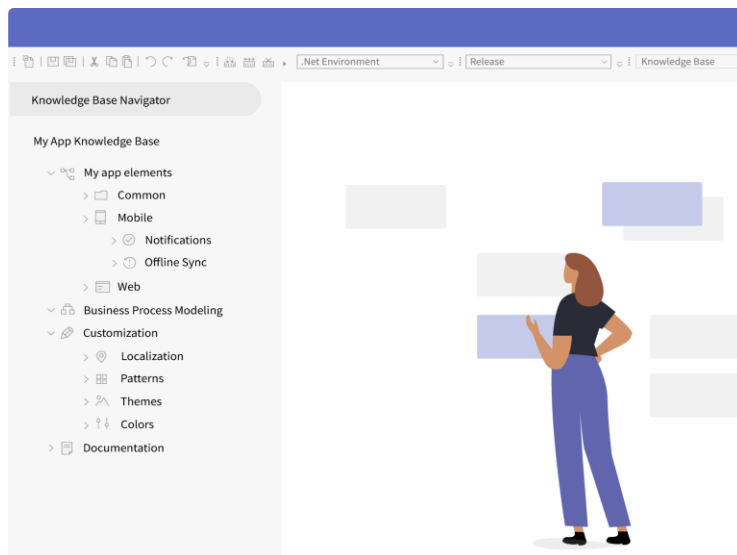 .Net Environment
Release
Knowledge Base
Knowledge Base Navigator
My App Knowledge Base
My app elements
Common
Mobile
Notifications
Offline Sync
Web
Business Process Modeling
Customization
Localization
Patterns
Themes
Colors
Documentation